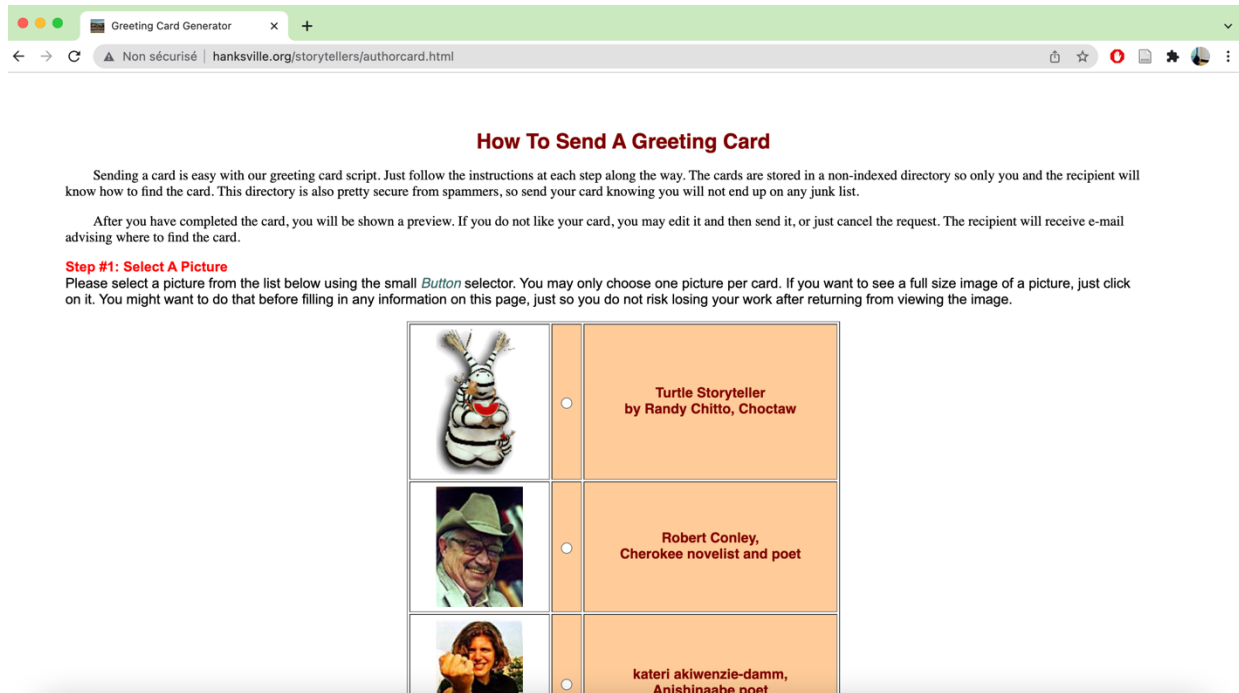 Greeting Card Generator
Non sécurisé
hanksville.org/storytellers/authorcard.html
How To Send A Greeting Card
Sending a card is easy with our greeting card script. Just follow the instructions at each step along the way. The cards are stored in a non-indexed directory so only you and the recipient will
know how to find the card. This directory is also pretty secure from spammers, so send your card knowing you will not end up on any junk list.
After you have completed the card, you will be shown a preview. If you do not like your card, you may edit it and then send it, or just cancel the request. The recipient will receive e-mail
advising where to find the card.
Step #1: Select A Picture
Please select a picture from the list below using the small Button selector. You may only choose one picture per card. If you want to see a full size image of a picture, just click
on it. You might want to do that before filling in any information on this page, just so you do not risk losing your work after returning from viewing the image.
Turtle Storyteller
by Randy Chitto, Choctaw
Robert Conley,
Cherokee novelist and poet
kateri akiwenzie-damm,
Anishinaabe poet